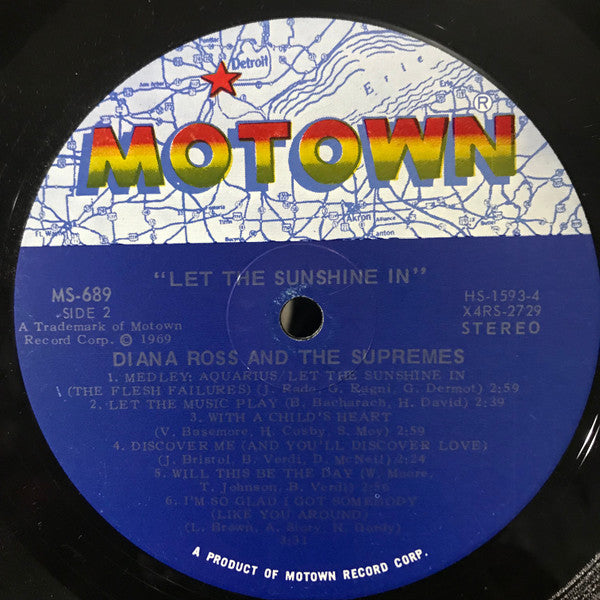 Detroit
Erie
Erie
MOTOWN®
Akron
Alliance
Canton
"LET THE SUNSHINE IN"
MS-689
SIDE 2
HS-1593-4
X4RS-2729
STEREO
A Trademark of Motown
Record Corp. © 1969
DIANA ROSS AND THE SUPREMES
1. MEDLEY: AQUARIUS/LET THE SUNSHINE IN
(THE FLESH FAILURES) (J. Rado, G. Ragni, G. Dermot) 2:59
2. LET THE MUSIC PLAY (B. Bacharach, H. David) 2:39
3. WITH A CHILD'S HEART
(V. Basemore, H. Cosby, S. Moy) 2:59
4. DISCOVER ME (AND YOU'LL DISCOVER LOVE)
(J. Bristol, B. Verdi, D. McNeil) 2:24
5. WILL THIS BE THE DAY (W. Moore,
T. Johnson, B. Verdi) 2:56
6. I'M SO GLAD I GOT SOMEBODY
(LIKE YOU AROUND)
(L. Brown, A. Story, R. Gordy)
3:31
A PRODUCT OF MOTOWN RECORD CORP.